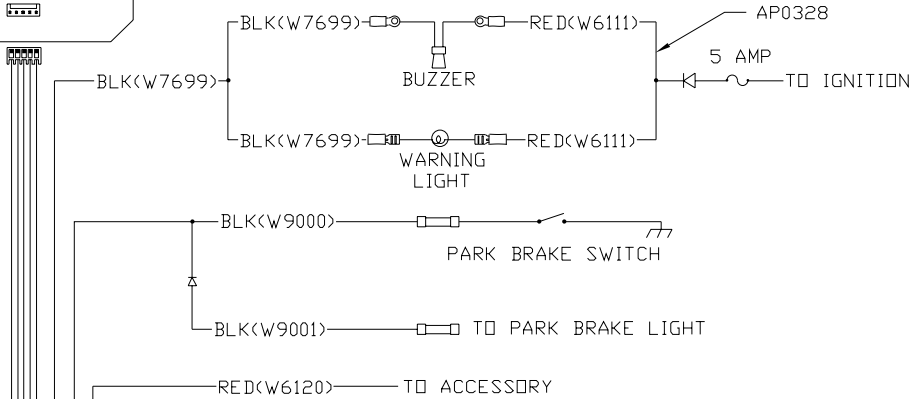 BLK(W7699)
RED(W6111)
AP0328
BUZZER
5 AMP
BLK(W7699)
TO IGNITION
BLK(W7699)
RED(W6111)
WARNING
LIGHT
BLK(W9000)
PARK BRAKE SWITCH
BLK(W9001)
TO PARK BRAKE LIGHT
RED(W6120)
TO ACCESSORY